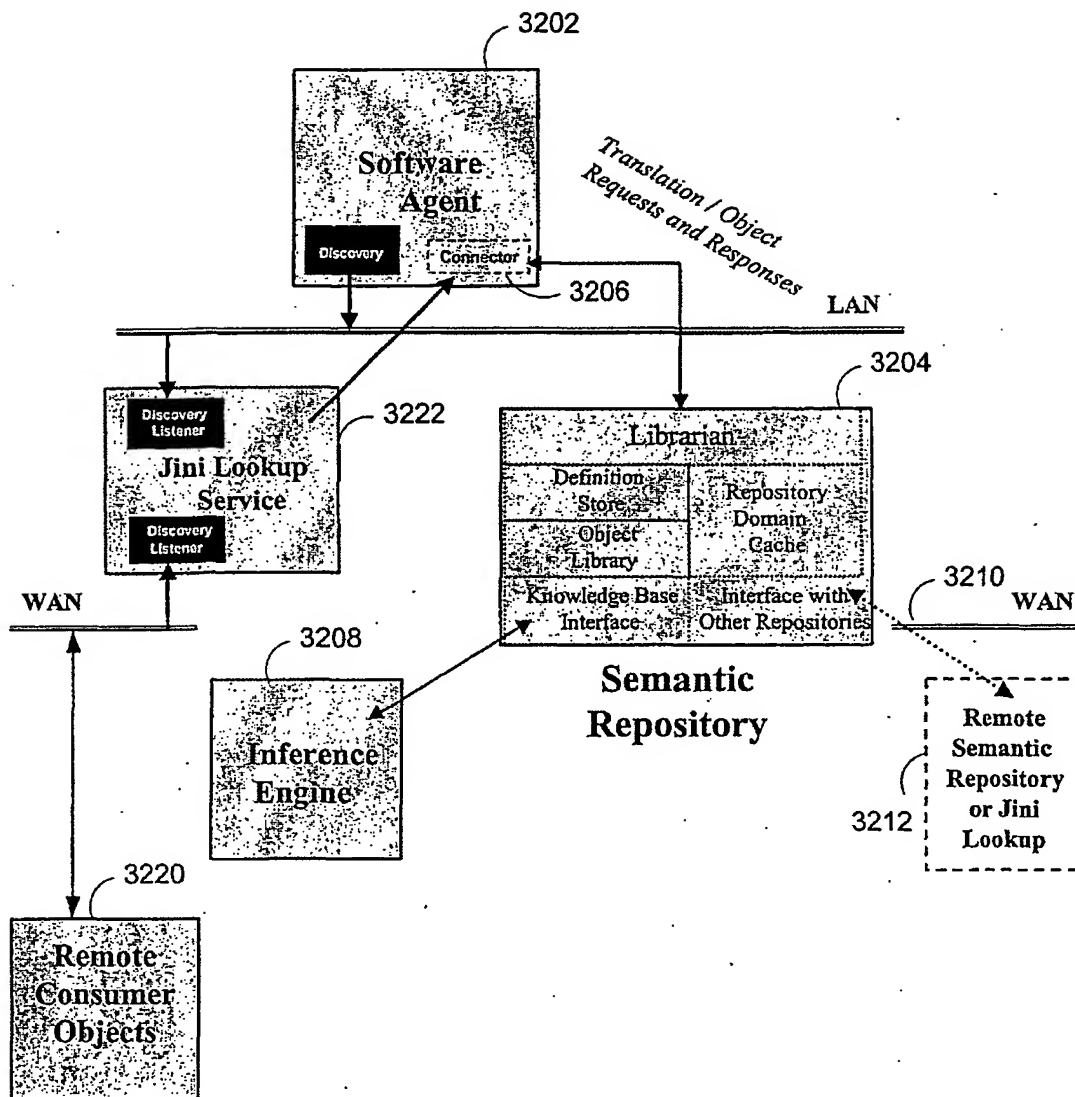 3202
Software
Agent
Discovery
Connector
3206
Translation / Object
Requests and Responses
LAN
3204
Discovery
Listener
3222
Jini Lookup
Service
Discovery
Listener
Librarian
Definition
Store
Object
Library
Repository
Domain
Cache
Knowledge Base
Interface
Interface with
Other Repositories
WAN
3210
WAN
3208
Inference
Engine
Semantic
Repository
Remote
Semantic
Repository
or Jini
Lookup
3212
3220
Remote
Consumer
Objects